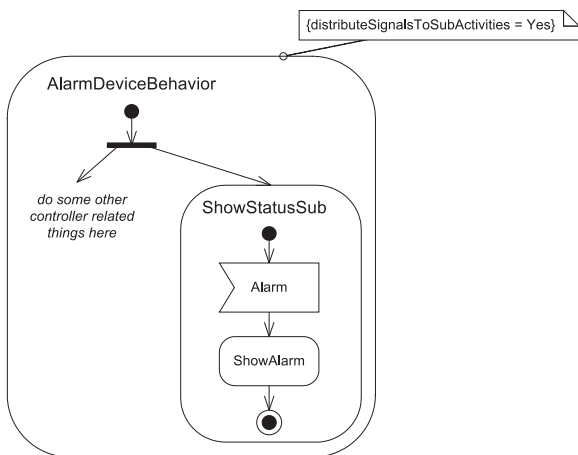 {distributeSignalsToSubActivities = Yes}
AlarmDeviceBehavior
do some other
controller related
things here
ShowStatusSub
Alarm
ShowAlarm